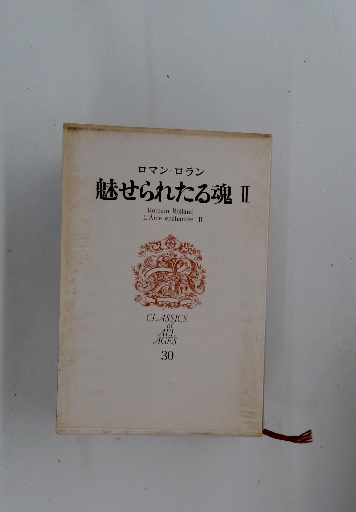 ロマン・ロラン
魅せられたる魂 II
Romain Rolland
L'Âme enchantée II
CLASSICS
of
ALL
AGES
30